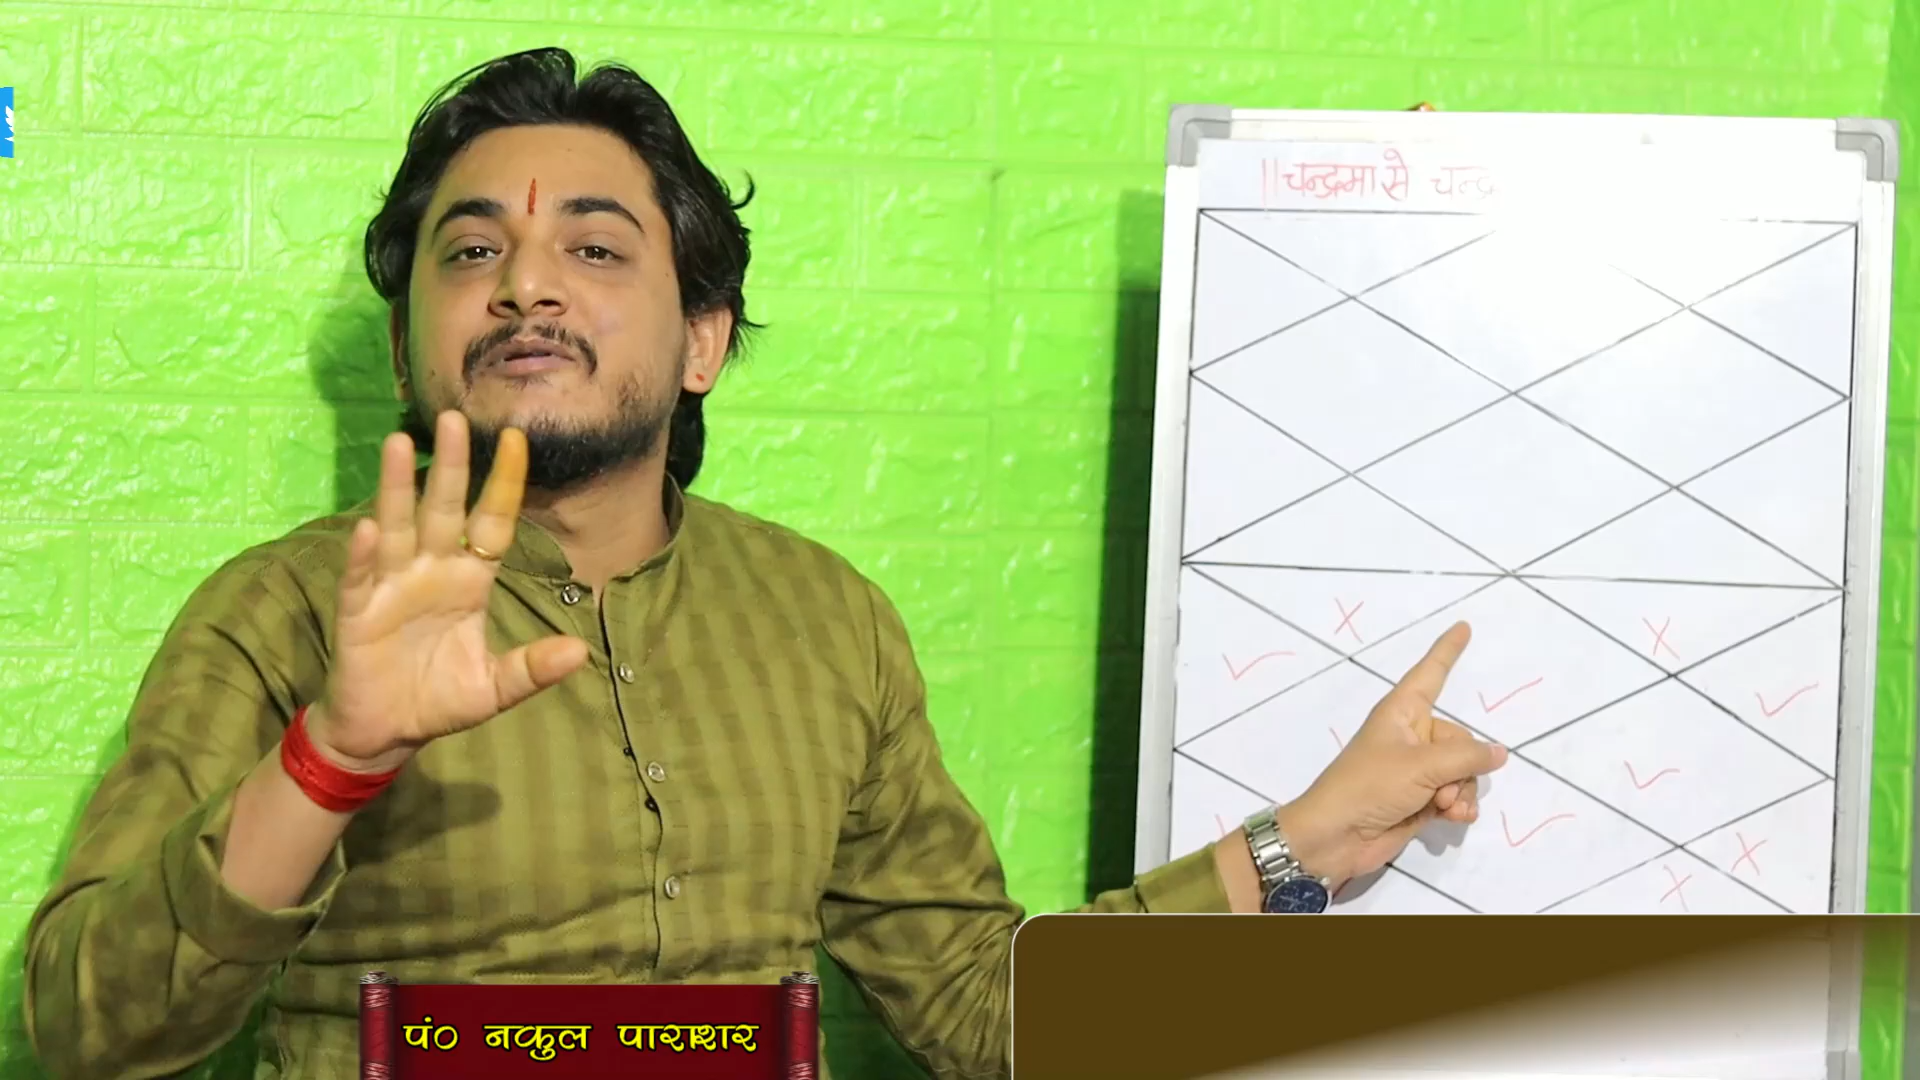 ||चन्द्रमा से
पं० नकुल पाराशर